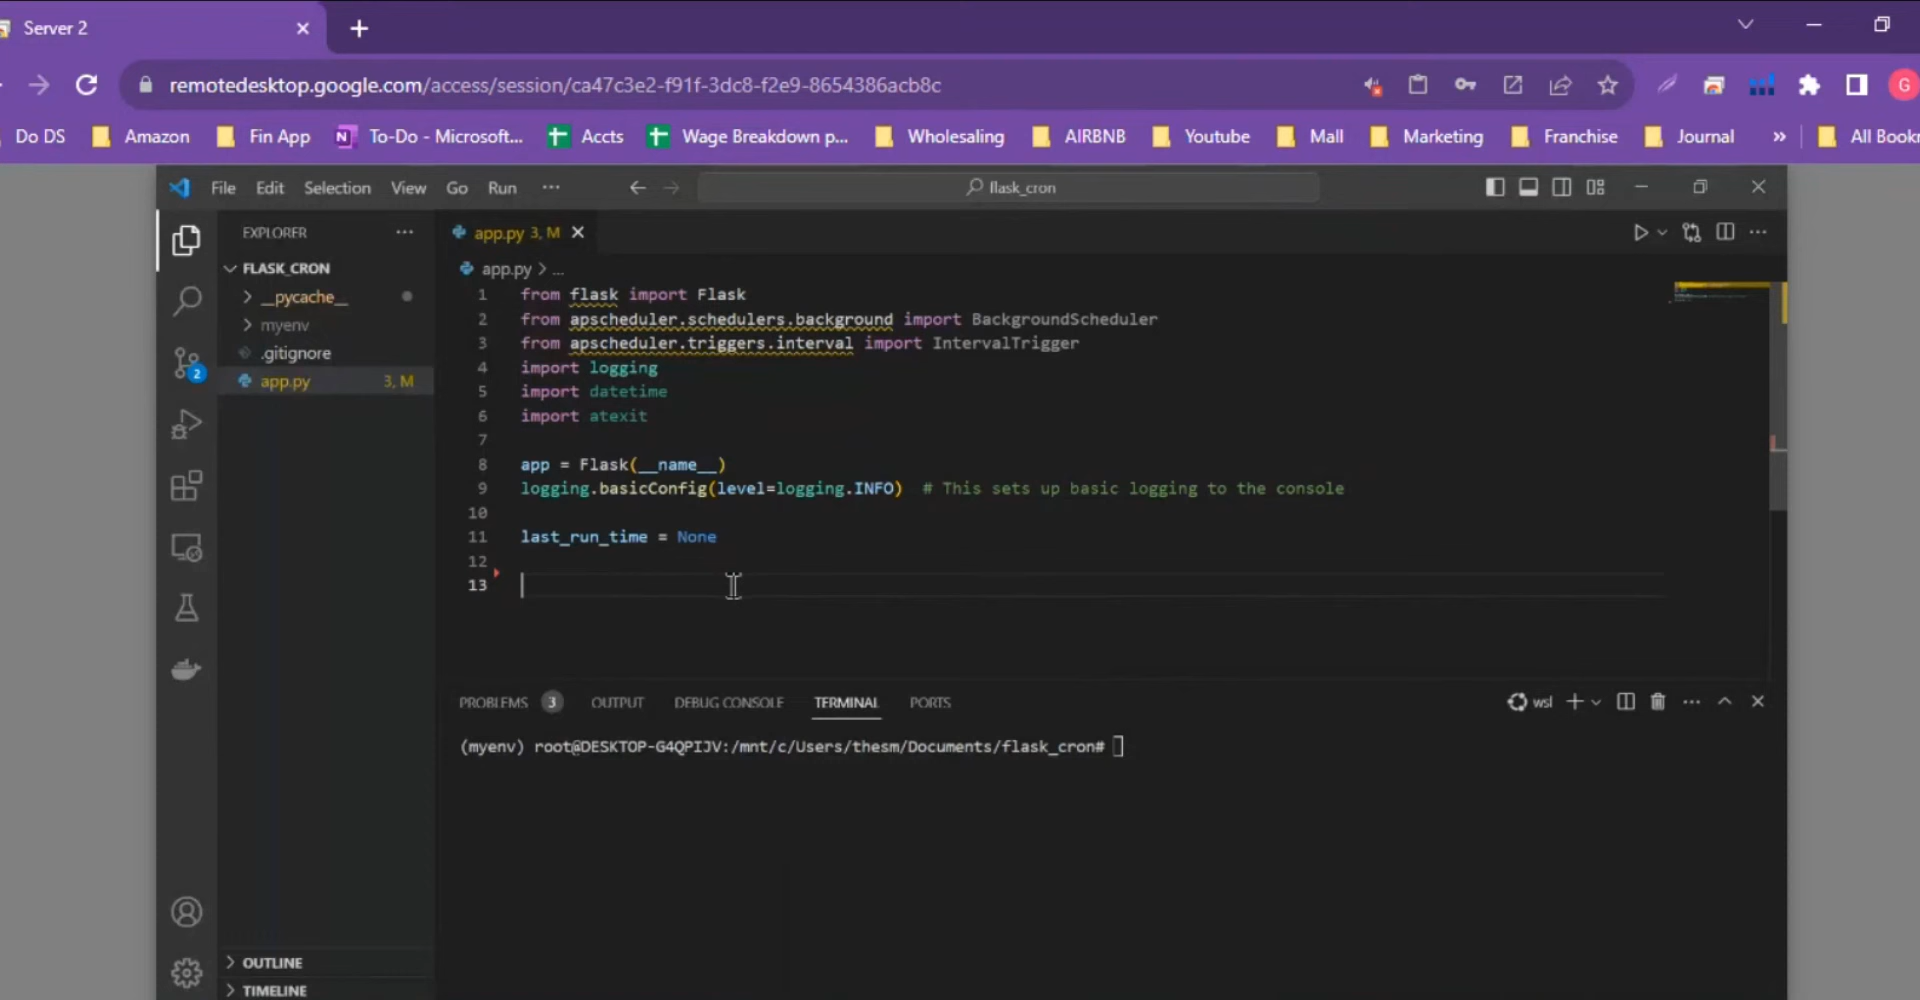 Server 2
remotedesktop.google.com/access/session/ca47c3e2-f91f-3dc8-f2e9-8654386acb8c
G
Do DS Amazon Fin App To-Do - Microsoft... Accts Wage Breakdown p... Wholesaling AIRBNB Youtube Mall Marketing Franchise Journal » All Bookr
File Edit Selection View Go Run ··· flask_cron
EXPLORER ···
app.py 3, M
FLASK_CRON
app.py > ...
__pycache__
myenv
.gitignore
app.py 3, M
2
1 from flask import Flask
2 from apscheduler.schedulers.background import BackgroundScheduler
3 from apscheduler.triggers.interval import IntervalTrigger
4 import logging
5 import datetime
6 import atexit
7
8 app = Flask(__name__)
9 logging.basicConfig(level=logging.INFO) # This sets up basic logging to the console
10
11 last_run_time = None
12
13
PROBLEMS 3 OUTPUT DEBUG CONSOLE TERMINAL PORTS wsl
(myenv) root@DESKTOP-G4QPIJV:/mnt/c/Users/thesm/Documents/flask_cron#
OUTLINE
TIMELINE